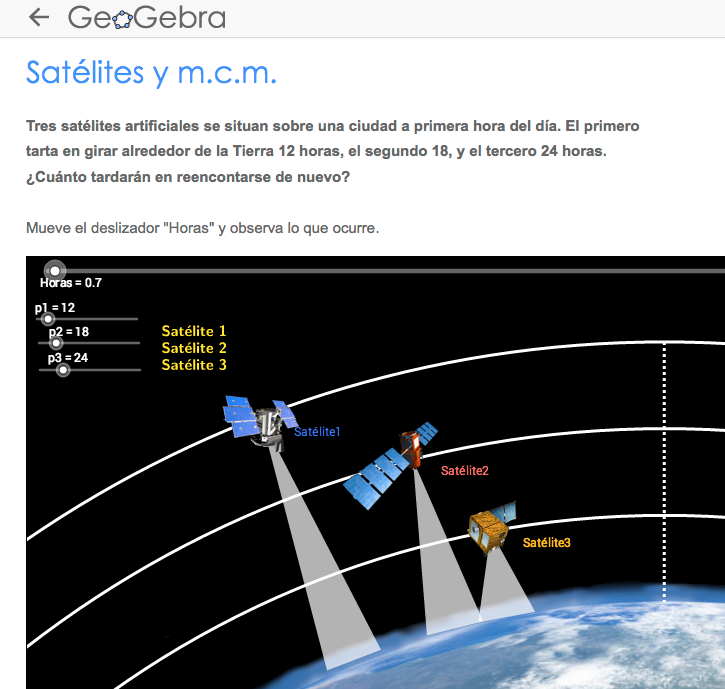 GeoGebra
Satélites y m.c.m.
Tres satélites artificiales se situan sobre una ciudad a primera hora del día. El primero
tarta en girar alrededor de la Tierra 12 horas, el segundo 18, y el tercero 24 horas.
¿Cuánto tardarán en reencontarse de nuevo?
Mueve el deslizador "Horas" y observa lo que ocurre.
Horas = 0.7
p1 = 12
p2 = 18
p3 = 24
Satélite 1
Satélite 2
Satélite 3
Satélite1
Satélite2
Satélite3